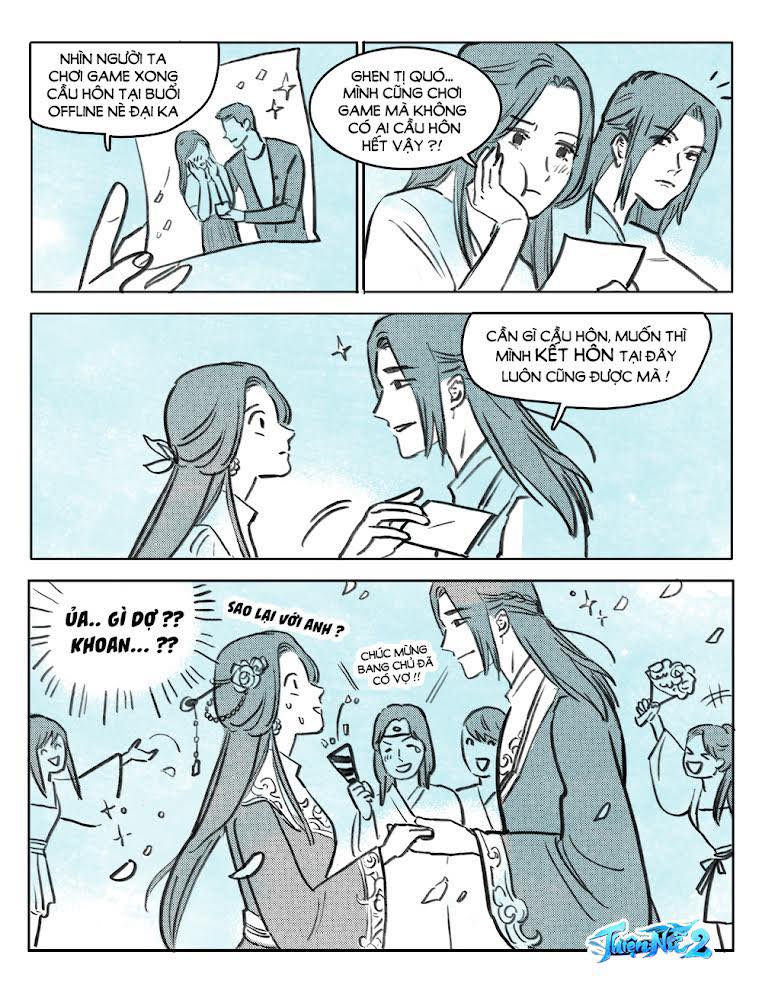 NHÌN NGƯỜI TA
CHƠI GAME XONG
CẦU HÔN TẠI BUỔI
OFFLINE NÈ ĐẠI KA
GHEN TỊ QUÓ...
MÌNH CŨNG CHƠI
GAME MÀ KHÔNG
CÓ AI CẦU HÔN
HẾT VẬY ?!
CẦN GÌ CẦU HÔN, MUỐN THÌ
MÌNH KẾT HÔN TẠI ĐÂY
LUÔN CŨNG ĐƯỢC MÀ !
ỦA.. GÌ DỢ ??
KHOAN... ??
SAO LẠI VỚI ANH ?
CHÚC MỪNG
BANG CHỦ ĐÃ
CÓ VỢ !!
Thiện Nữ 2